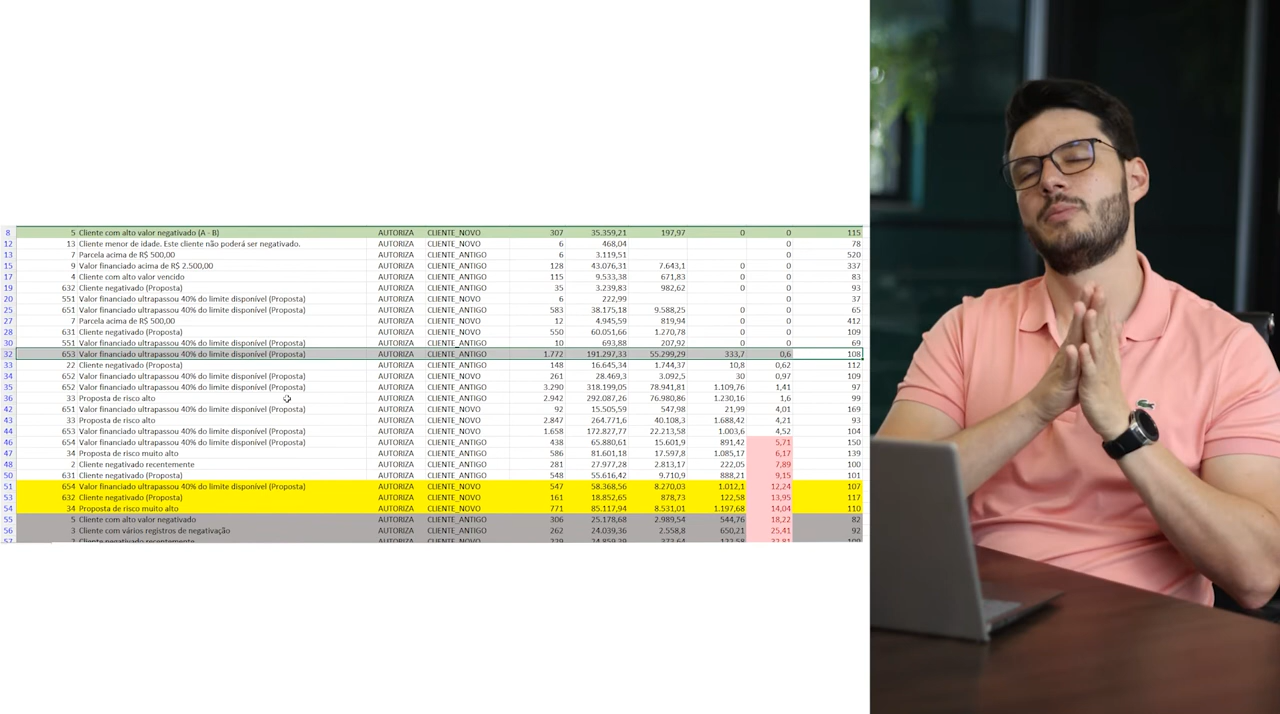 8 5 Cliente com alto valor negativado (A - B) AUTORIZA CLIENTE_NOVO 307 35.359,21 197,97 0 0 115
12 13 Cliente menor de idade. Este cliente não poderá ser negativado. AUTORIZA CLIENTE_NOVO 6 468,04 0 78
13 7 Parcela acima de R$ 500,00 AUTORIZA CLIENTE_ANTIGO 6 3.119,51 0 520
15 9 Valor financiado acima de R$ 2.500,00 AUTORIZA CLIENTE_ANTIGO 128 43.076,31 7.643,1 0 0 337
17 4 Cliente com alto valor vencido AUTORIZA CLIENTE_ANTIGO 115 9.533,38 671,83 0 0 83
19 632 Cliente negativado (Proposta) AUTORIZA CLIENTE_ANTIGO 35 3.239,83 982,62 0 0 93
20 551 Valor financiado ultrapassou 40% do limite disponível (Proposta) AUTORIZA CLIENTE_NOVO 6 222,99 0 37
25 651 Valor financiado ultrapassou 40% do limite disponível (Proposta) AUTORIZA CLIENTE_ANTIGO 583 38.175,18 9.588,25 0 0 65
27 7 Parcela acima de R$ 500,00 AUTORIZA CLIENTE_NOVO 12 4.945,59 819,94 0 0 412
28 631 Cliente negativado (Proposta) AUTORIZA CLIENTE_NOVO 550 60.051,66 1.270,78 0 0 109
30 551 Valor financiado ultrapassou 40% do limite disponível (Proposta) AUTORIZA CLIENTE_ANTIGO 10 693,88 207,92 0 0 69
32 653 Valor financiado ultrapassou 40% do limite disponível (Proposta) AUTORIZA CLIENTE_ANTIGO 1.772 191.297,33 55.299,29 333,7 0,6 108
33 22 Cliente negativado (Proposta) AUTORIZA CLIENTE_ANTIGO 148 16.645,34 1.744,37 10,8 0,62 112
34 652 Valor financiado ultrapassou 40% do limite disponível (Proposta) AUTORIZA CLIENTE_NOVO 261 28.469,3 3.092,5 30 0,97 109
35 652 Valor financiado ultrapassou 40% do limite disponível (Proposta) AUTORIZA CLIENTE_ANTIGO 3.290 318.199,05 78.941,81 1.109,76 1,41 97
36 33 Proposta de risco alto AUTORIZA CLIENTE_ANTIGO 2.942 292.087,26 76.980,86 1.230,16 1,6 99
42 651 Valor financiado ultrapassou 40% do limite disponível (Proposta) AUTORIZA CLIENTE_NOVO 92 15.505,59 547,98 21,99 4,01 169
43 33 Proposta de risco alto AUTORIZA CLIENTE_NOVO 2.847 264.771,6 40.108,3 1.688,42 4,21 93
44 653 Valor financiado ultrapassou 40% do limite disponível (Proposta) AUTORIZA CLIENTE_NOVO 1.658 172.827,77 22.213,58 1.003,6 4,52 104
46 654 Valor financiado ultrapassou 40% do limite disponível (Proposta) AUTORIZA CLIENTE_ANTIGO 438 65.880,61 15.601,9 891,42 5,71 150
47 34 Proposta de risco muito alto AUTORIZA CLIENTE_ANTIGO 586 81.601,18 17.597,8 1.085,17 6,17 139
48 2 Cliente negativado recentemente AUTORIZA CLIENTE_ANTIGO 281 27.977,28 2.813,17 222,05 7,89 100
50 631 Cliente negativado (Proposta) AUTORIZA CLIENTE_ANTIGO 548 55.616,42 9.710,9 888,21 9,15 101
51 654 Valor financiado ultrapassou 40% do limite disponível (Proposta) AUTORIZA CLIENTE_NOVO 547 58.368,56 8.270,03 1.012,1 12,24 107
53 632 Cliente negativado (Proposta) AUTORIZA CLIENTE_NOVO 161 18.852,65 878,73 122,58 13,95 117
54 34 Proposta de risco muito alto AUTORIZA CLIENTE_NOVO 771 85.117,94 8.531,01 1.197,68 14,04 110
55 5 Cliente com alto valor negativado AUTORIZA CLIENTE_ANTIGO 306 25.178,68 2.989,54 544,76 18,22 82
56 3 Cliente com vários registros de negativação AUTORIZA CLIENTE_ANTIGO 262 24.039,36 2.558,8 650,21 25,41 92